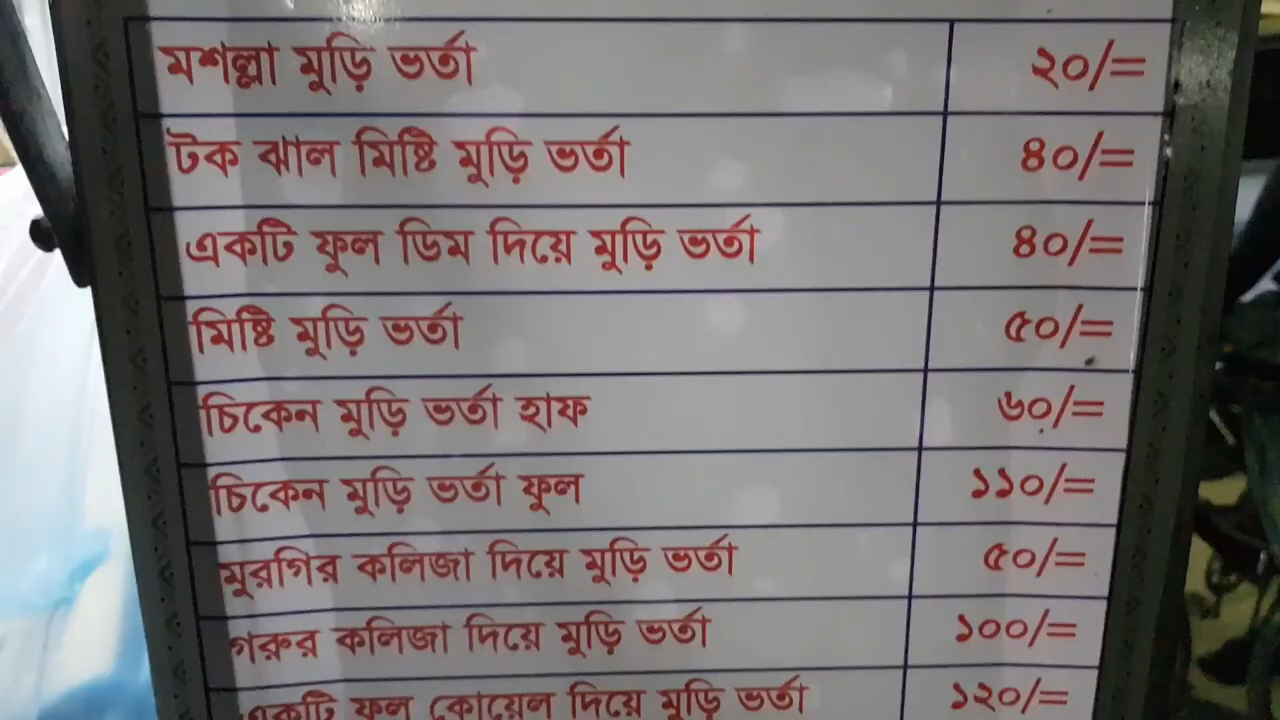 মশল্লা মুড়ি ভর্তা ২০/=
টক ঝাল মিষ্টি মুড়ি ভর্তা ৪০/=
একটি ফুল ডিম দিয়ে মুড়ি ভর্তা ৪০/=
মিষ্টি মুড়ি ভর্তা ৫০/=
চিকেন মুড়ি ভর্তা হাফ ৬০/=
চিকেন মুড়ি ভর্তা ফুল ১১০/=
মুরগির কলিজা দিয়ে মুড়ি ভর্তা ৫০/=
গরুর কলিজা দিয়ে মুড়ি ভর্তা ১০০/=
একটি ফুল কোয়েল দিয়ে মুড়ি ভর্তা ১২০/=